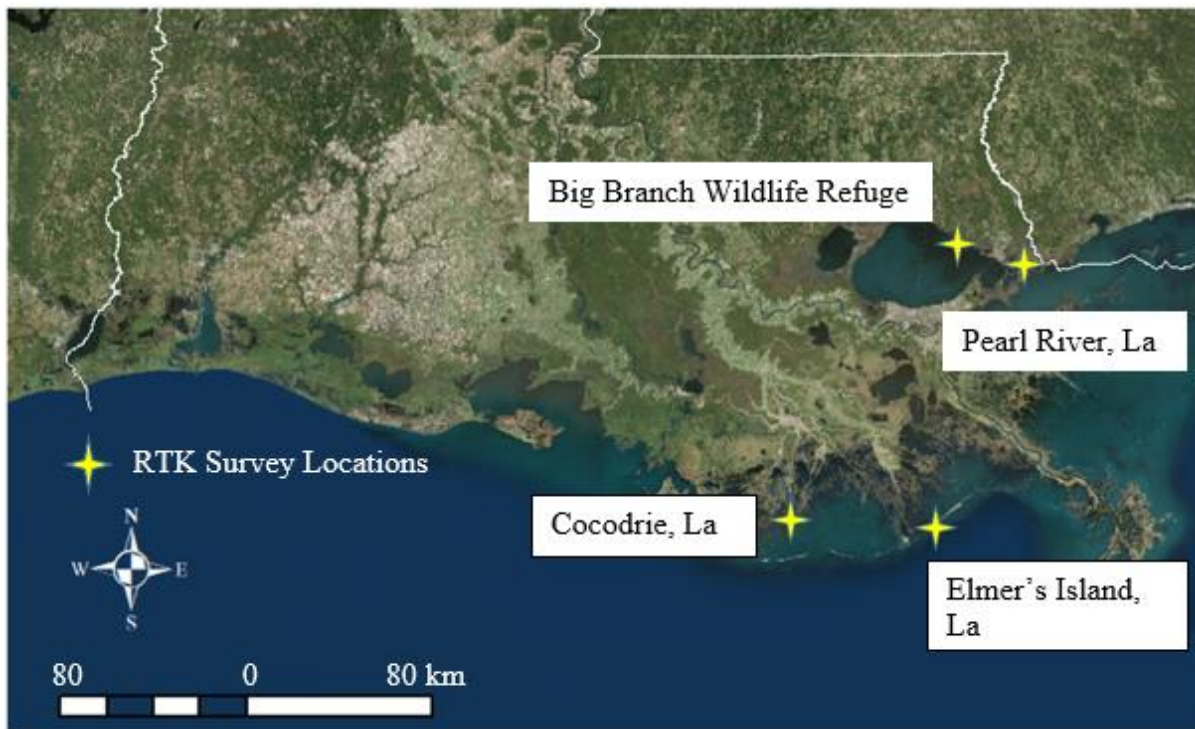 Big Branch Wildlife Refuge
Pearl River, La
RTK Survey Locations
Cocodrie, La
Elmer’s Island,
La
N
W E
S
80 0 80 km